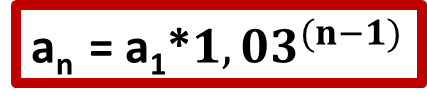 aₙ = a₁*1, 03⁽ⁿ⁻¹⁾